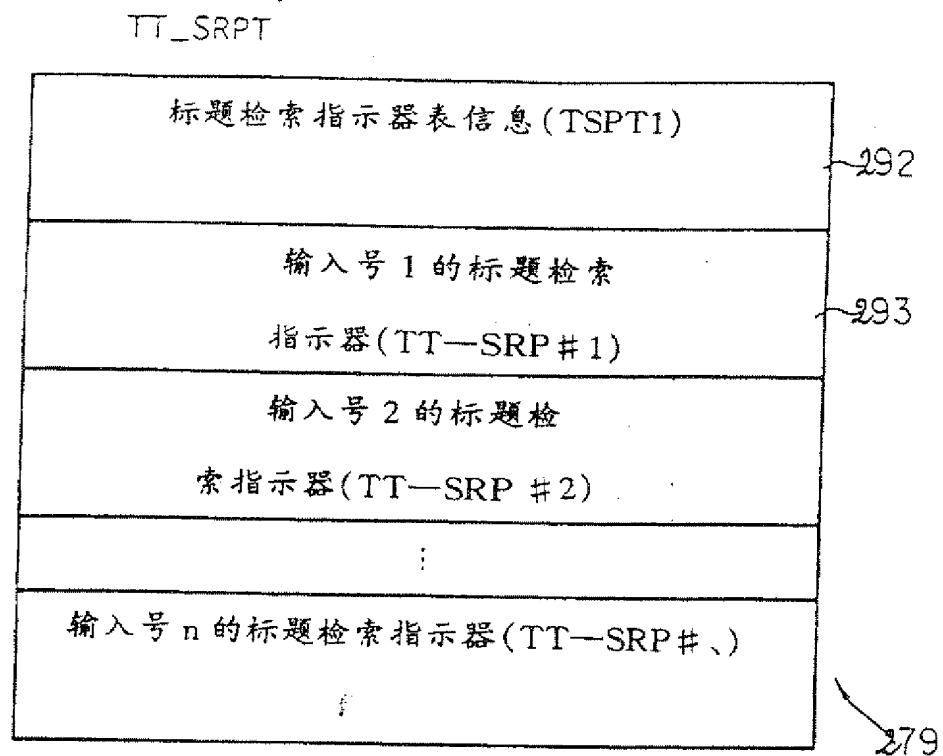 TT_SRPT
标题检索指示器表信息(TSPT1)
292
输入号1的标题检索
指示器(TT—SRP#1)
293
输入号2的标题检
索指示器(TT—SRP #2)
⋮
输入号n的标题检索指示器(TT—SRP#、)
279